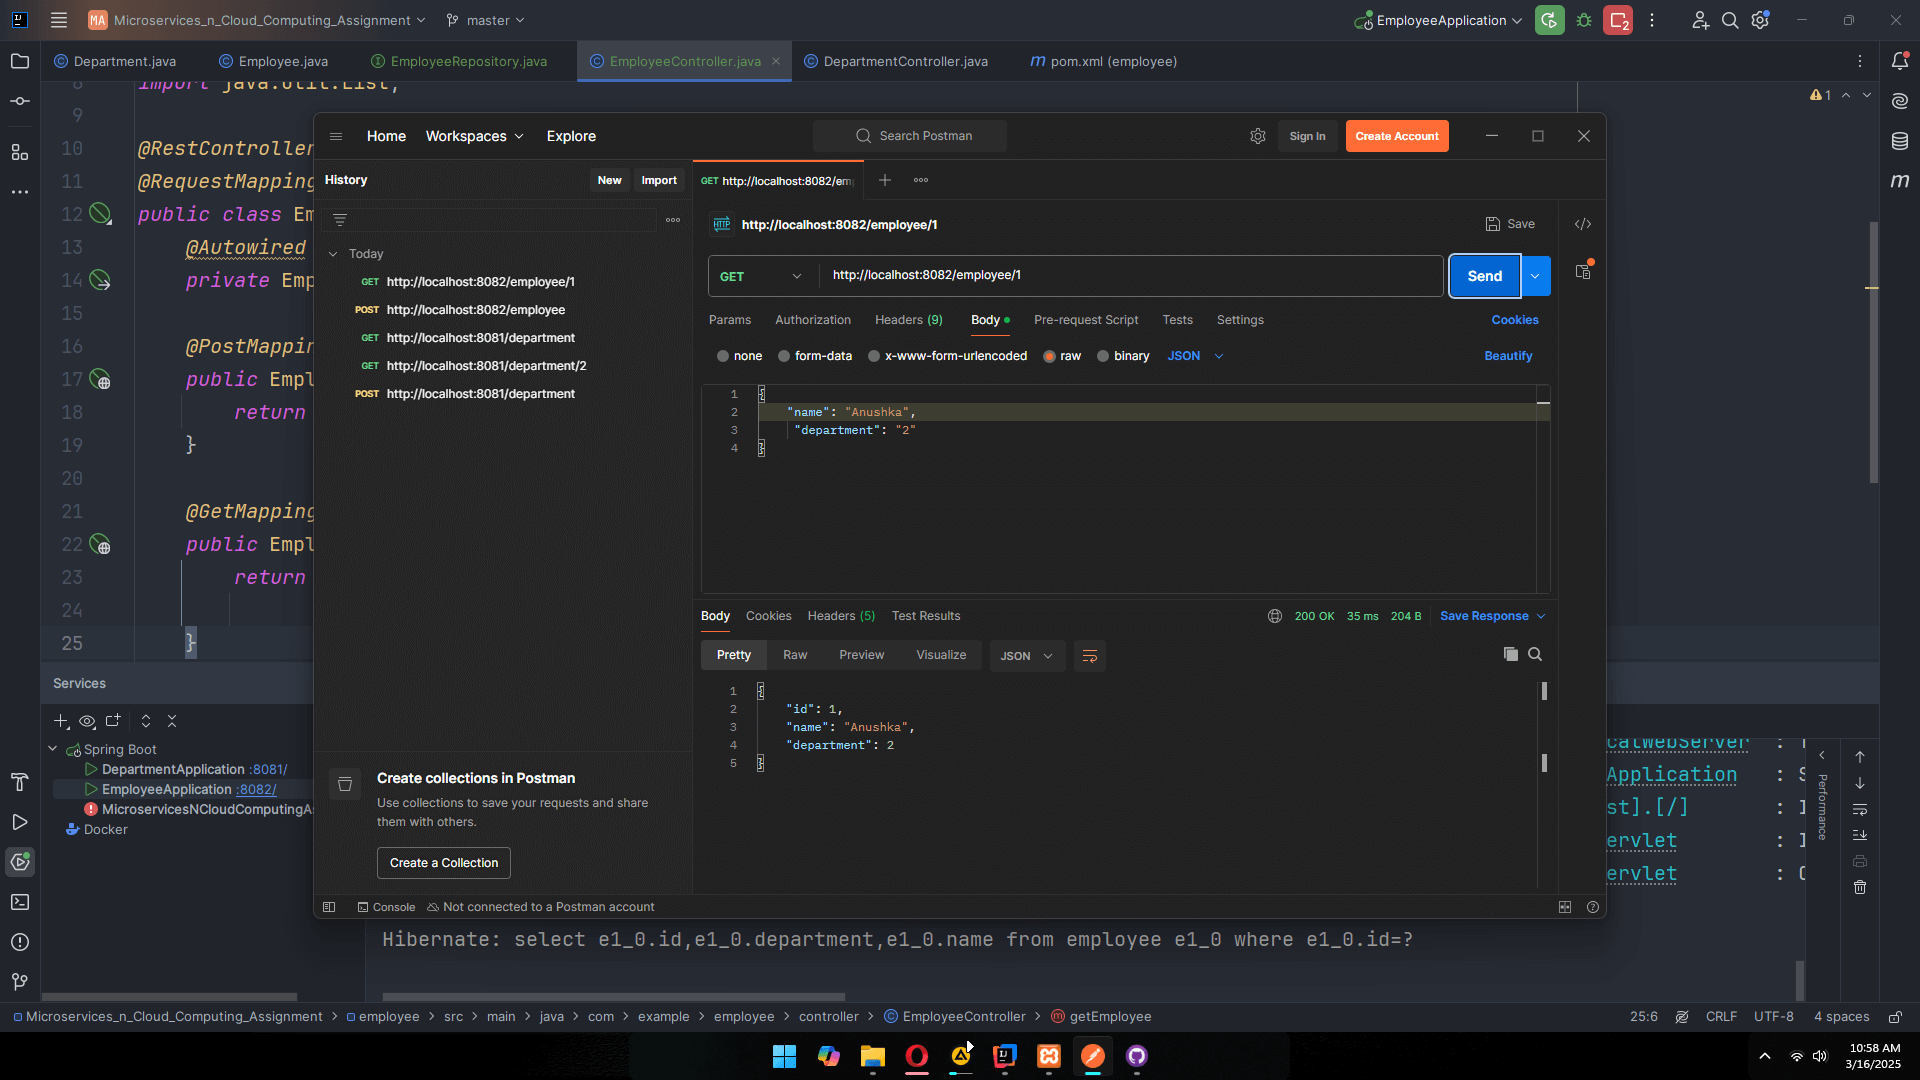 MA Microservices_n_Cloud_Computing_Assignment master EmployeeApplication 2
Department.java Employee.java EmployeeRepository.java EmployeeController.java DepartmentController.java pom.xml (employee)
8 import java.util.List;
9
10 @RestController
11 @RequestMapping
12 public class Em
13 @Autowired
14 private Emp
15
16 @PostMappin
17 public Empl
18 return
19 }
20
21 @GetMapping
22 public Empl
23 return
24
25 }
1
Home Workspaces Explore Search Postman Sign In Create Account
History New Import
Today
GET http://localhost:8082/employee/1
POST http://localhost:8082/employee
GET http://localhost:8081/department
GET http://localhost:8081/department/2
POST http://localhost:8081/department
Create collections in Postman
Use collections to save your requests and share
them with others.
Create a Collection
GET http://localhost:8082/em
HTTP http://localhost:8082/employee/1 Save
GET http://localhost:8082/employee/1 Send
Params Authorization Headers (9) Body Pre-request Script Tests Settings Cookies
none form-data x-www-form-urlencoded raw binary JSON Beautify
1 {
2 "name": "Anushka",
3 "department": "2"
4 }
Body Cookies Headers (5) Test Results 200 OK 35 ms 204 B Save Response
Pretty Raw Preview Visualize JSON
1 {
2 "id": 1,
3 "name": "Anushka",
4 "department": 2
5 }
Console Not connected to a Postman account
Services
Spring Boot
DepartmentApplication :8081/
EmployeeApplication :8082/
MicroservicesNCloudComputingAs
Docker
catWebServer :
Application : S
st].[/] : I
ervlet : I
ervlet : C
Performance
Hibernate: select e1_0.id,e1_0.department,e1_0.name from employee e1_0 where e1_0.id=?
Microservices_n_Cloud_Computing_Assignment > employee > src > main > java > com > example > employee > controller > EmployeeController > getEmployee 25:6 CRLF UTF-8 4 spaces
10:58 AM
3/16/2025